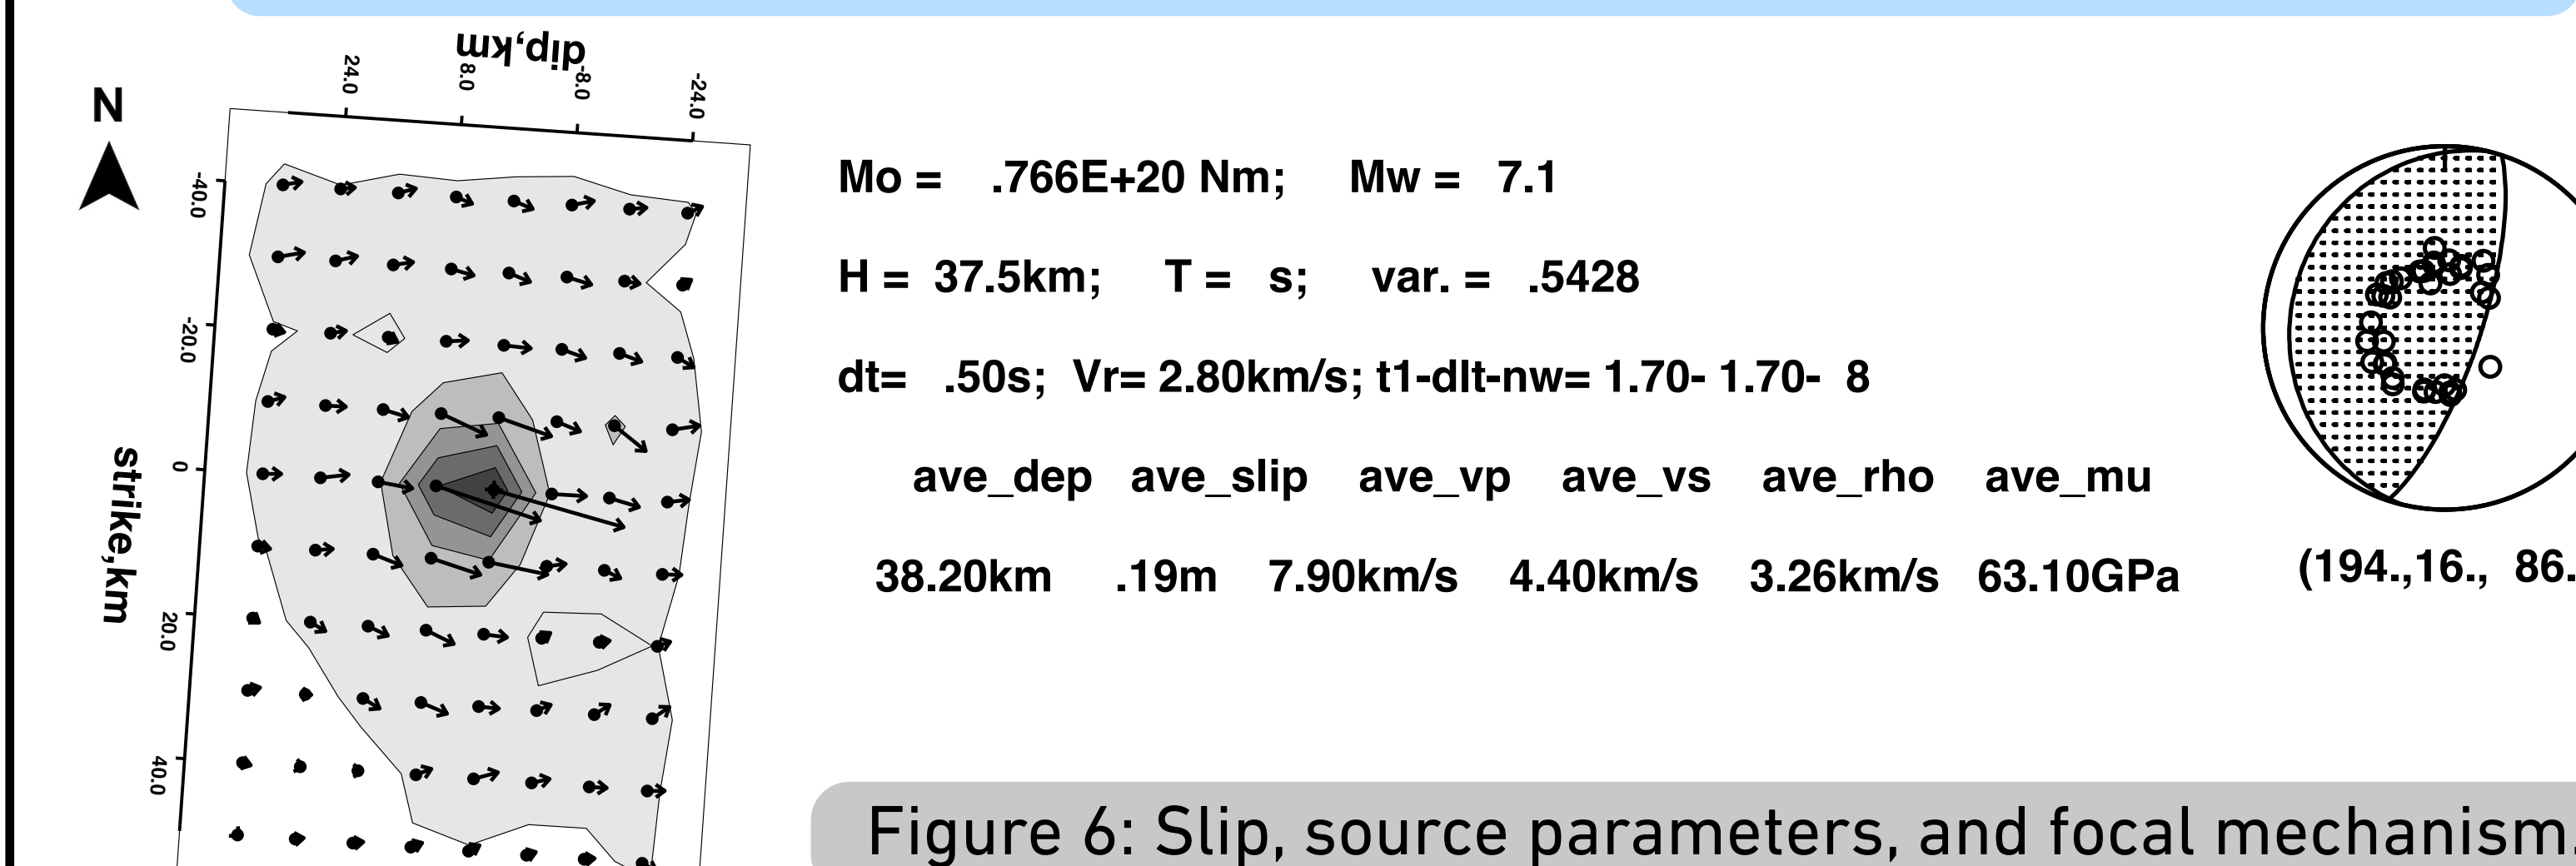 dip,km
24.0 8.0 -8.0 -24.0
N
-40.0
-20.0
0
20.0
40.0
strike,km
Mo = .766E+20 Nm; Mw = 7.1
H = 37.5km; T = s; var. = .5428
dt= .50s; Vr= 2.80km/s; t1-dlt-nw= 1.70- 1.70- 8
ave_dep ave_slip ave_vp ave_vs ave_rho ave_mu
38.20km .19m 7.90km/s 4.40km/s 3.26km/s 63.10GPa
(194.,16., 86.
Figure 6: Slip, source parameters, and focal mechanism